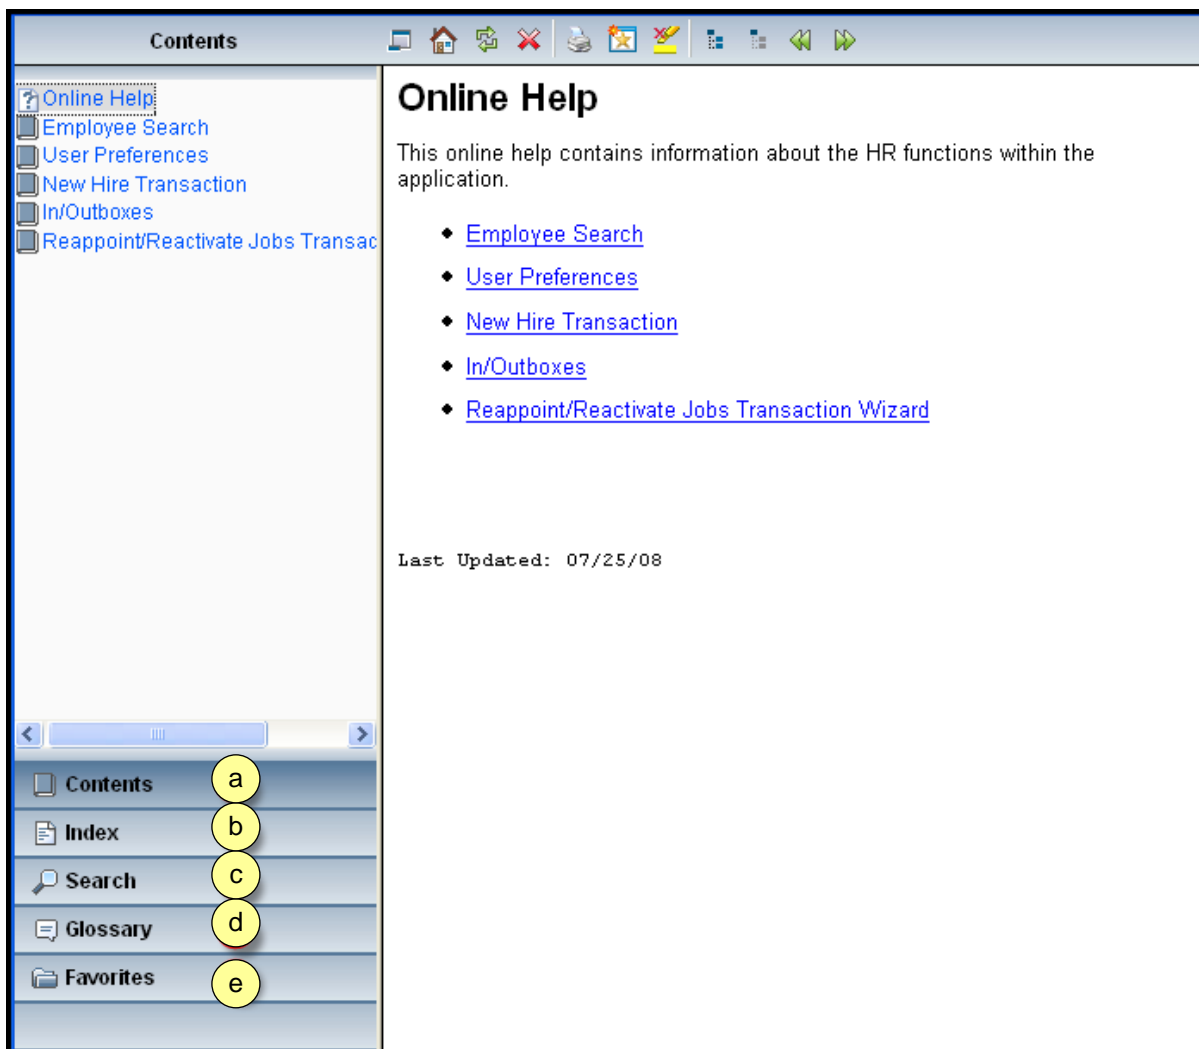 Contents
Online Help
Employee Search
User Preferences
New Hire Transaction
In/Outboxes
Reappoint/Reactivate Jobs Transac
Contents
a
Index
b
Search
c
Glossary
d
Favorites
e
Online Help
This online help contains information about the HR functions within the
application.
Employee Search
User Preferences
New Hire Transaction
In/Outboxes
Reappoint/Reactivate Jobs Transaction Wizard
Last Updated: 07/25/08